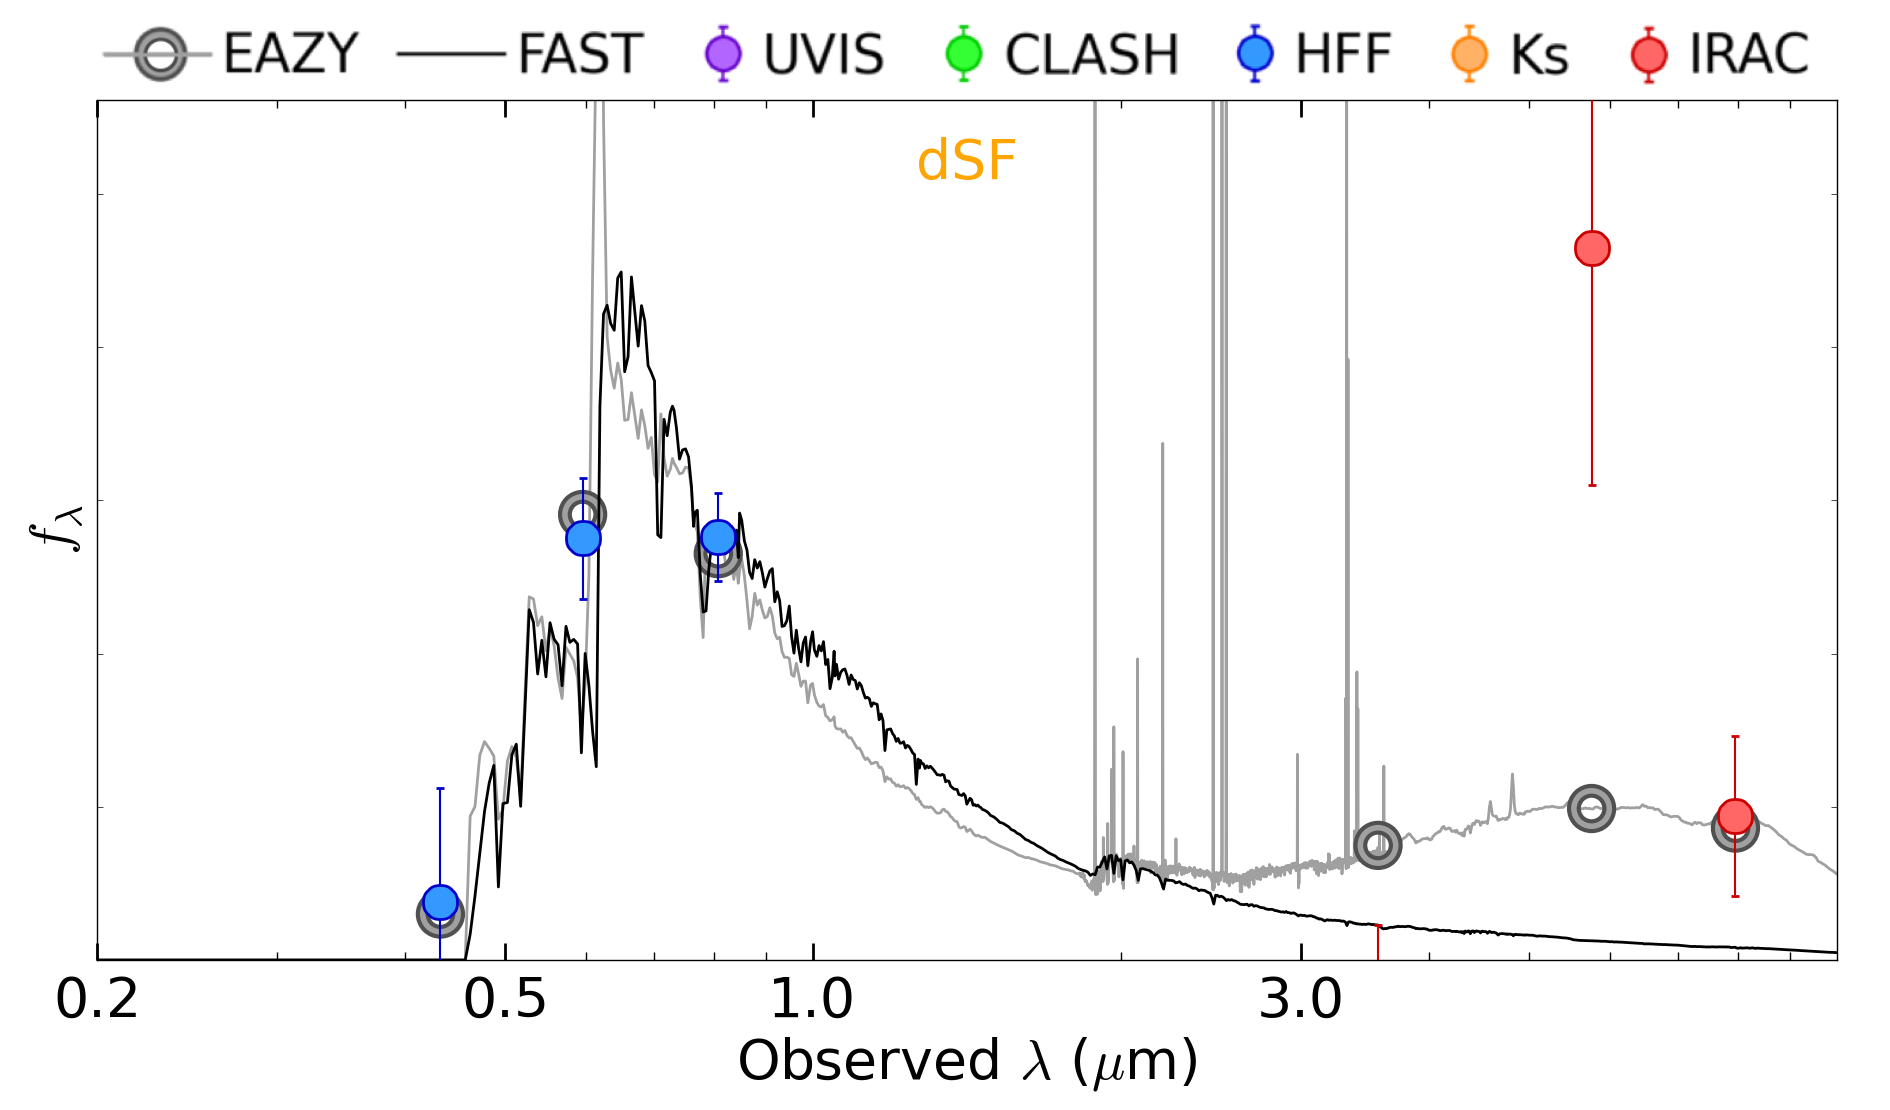 EAZY FAST UVIS CLASH HFF Ks IRAC
dSF
f_λ
0.2 0.5 1.0 3.0
Observed λ (μm)